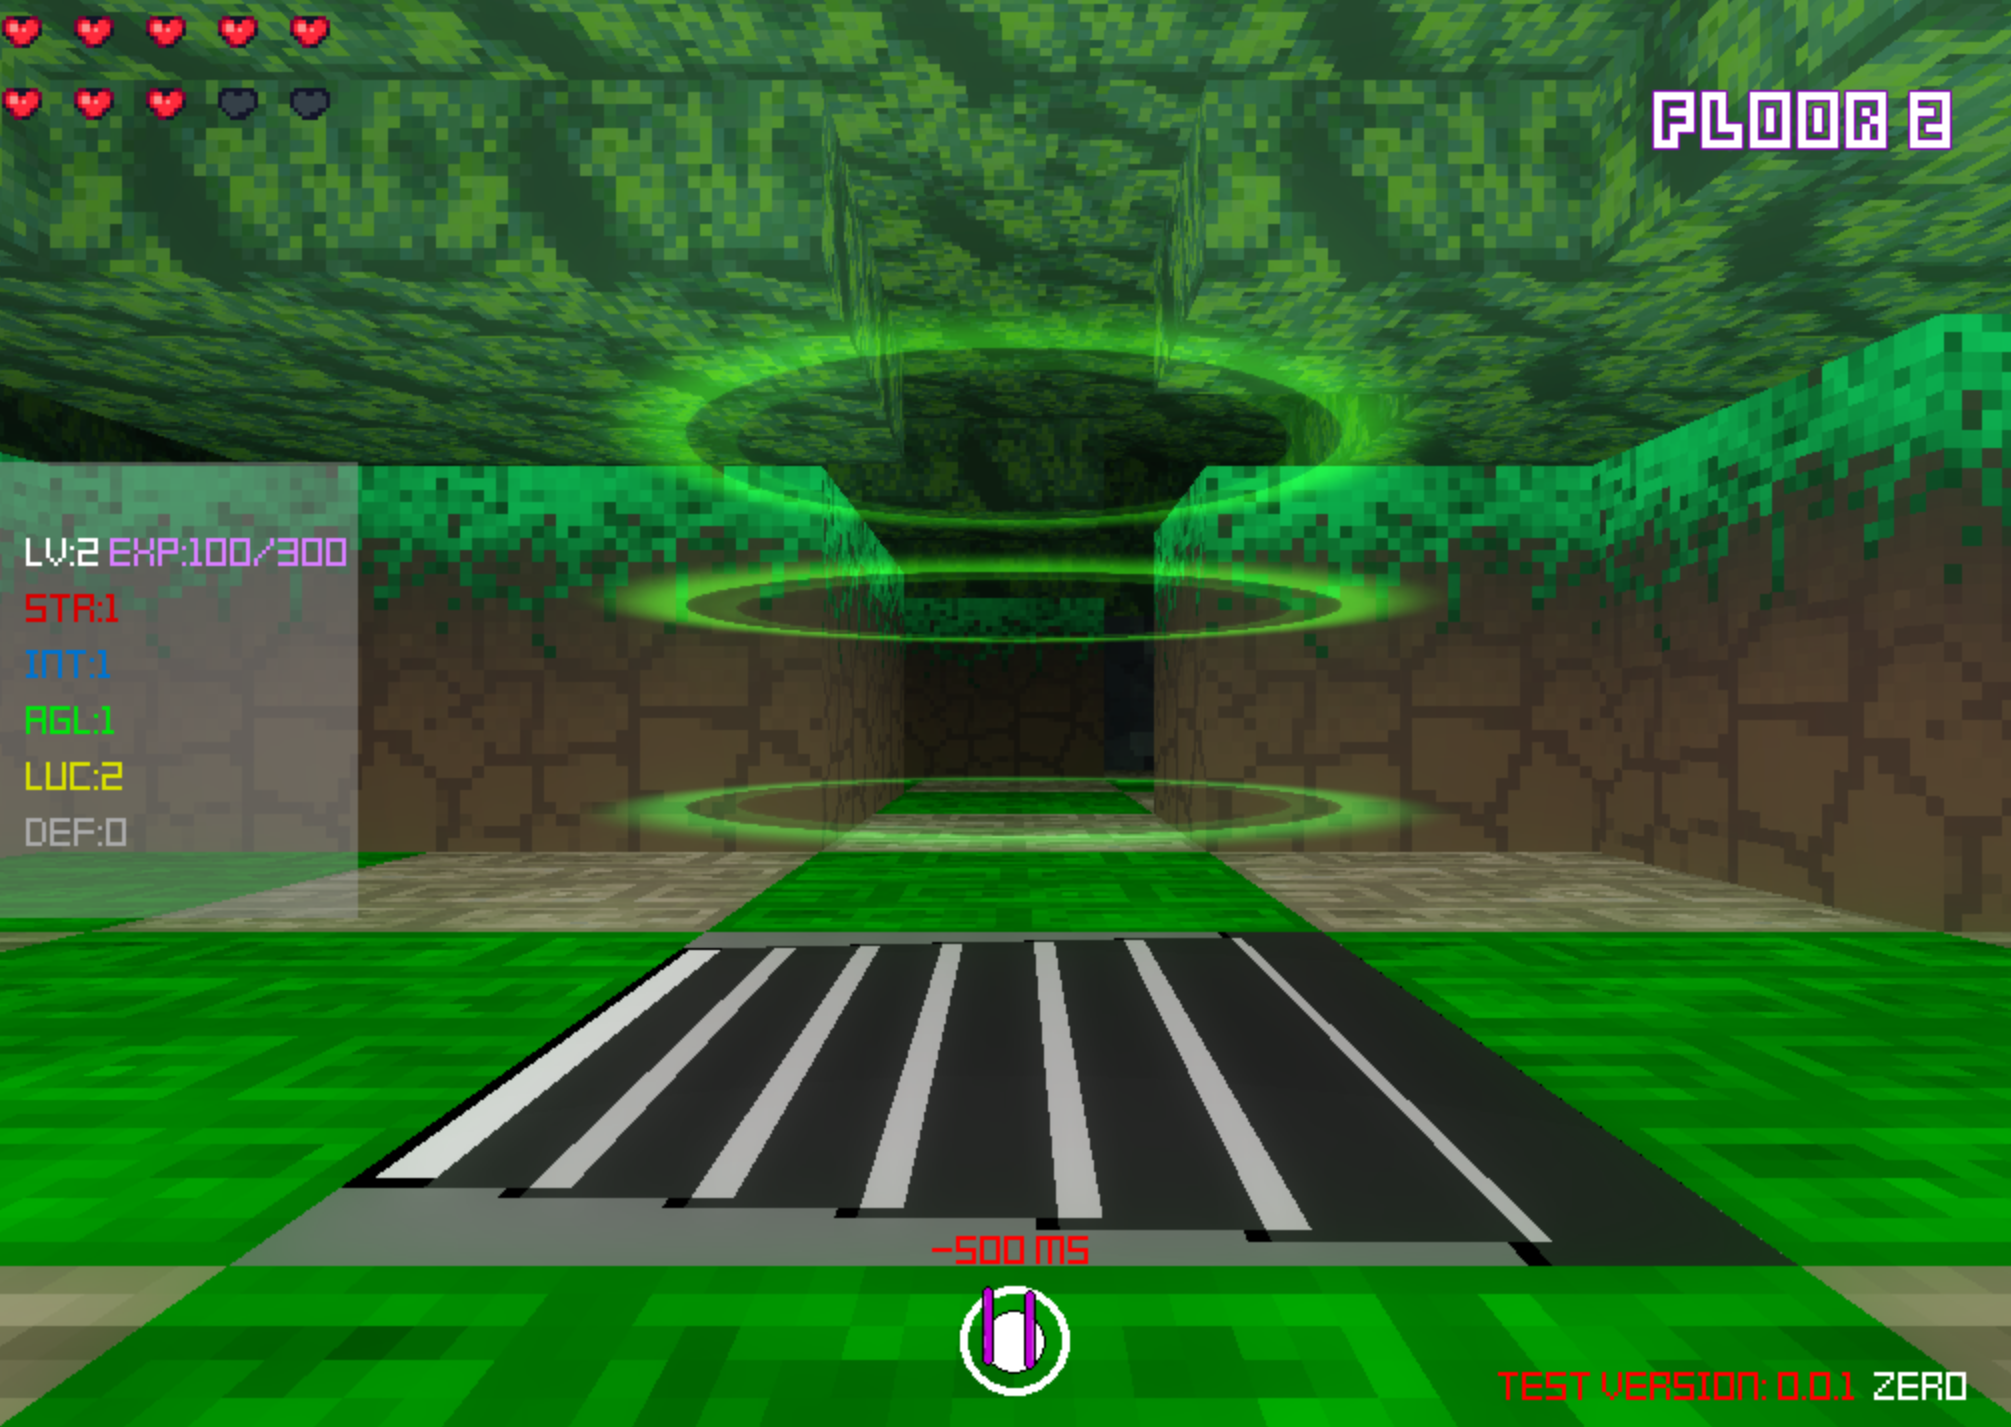 FLOOR 2
LV:2 EXP:100/300
STR:1
INT:1
AGL:1
LUC:2
DEF:0
-500 MS
TEST VERSION: 0.0.1 ZERO